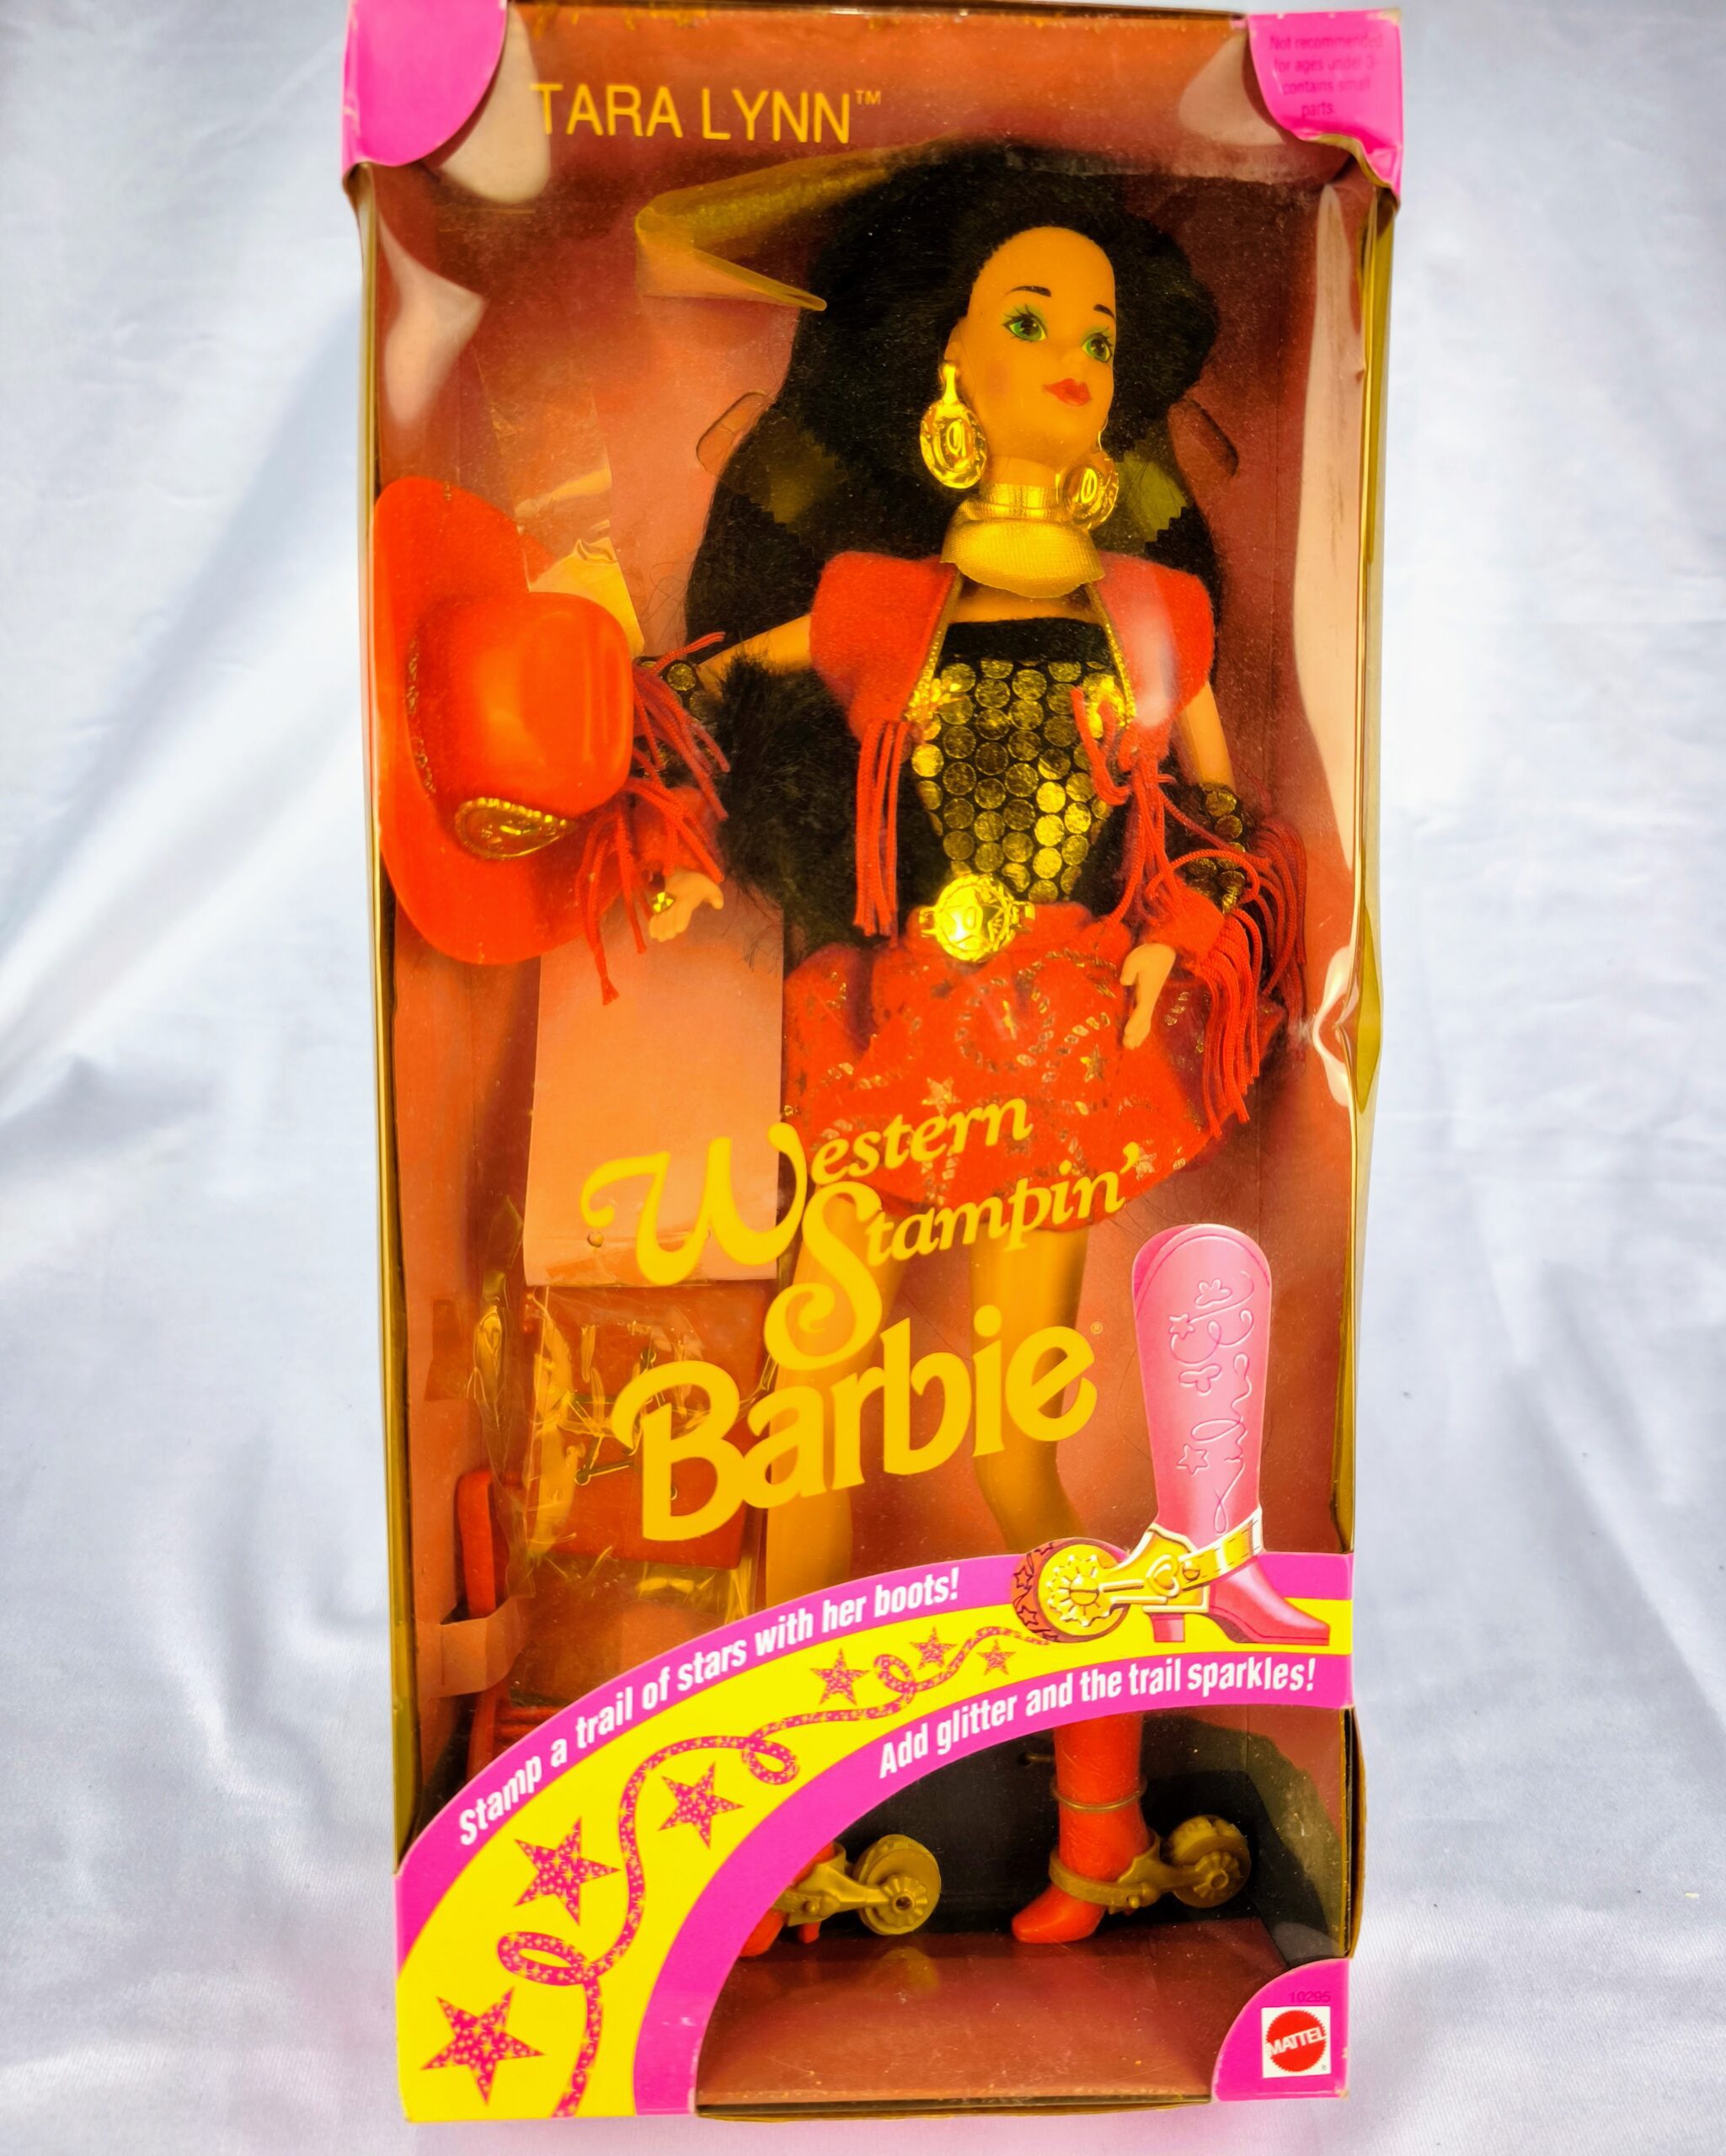 TARA LYNN™
Not recommended
for ages under 3-
contains small
parts.
Western
Stampin'
Barbie®
Stamp a trail of stars with her boots!
Add glitter and the trail sparkles!
10295
MATTEL